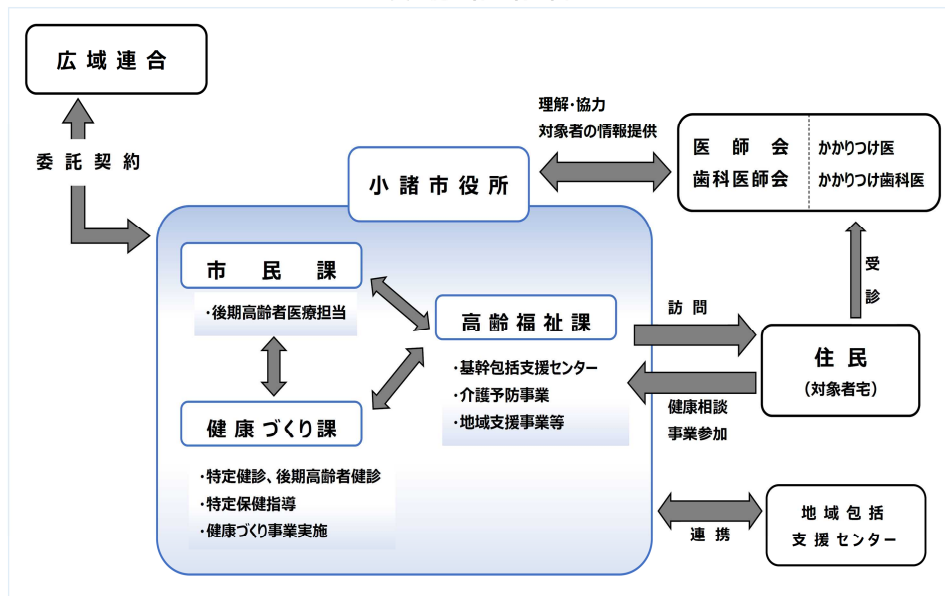 広域連合
委託契約
理解・協力
対象者の情報提供
医師会 かかりつけ医
歯科医師会 かかりつけ歯科医
小諸市役所
市民課
・後期高齢者医療担当
高齢福祉課
・基幹包括支援センター
・介護予防事業
・地域支援事業等
健康づくり課
・特定健診、後期高齢者健診
・特定保健指導
・健康づくり事業実施
訪問
健康相談
事業参加
受診
住民
(対象者宅)
連携
地域包括
支援センター